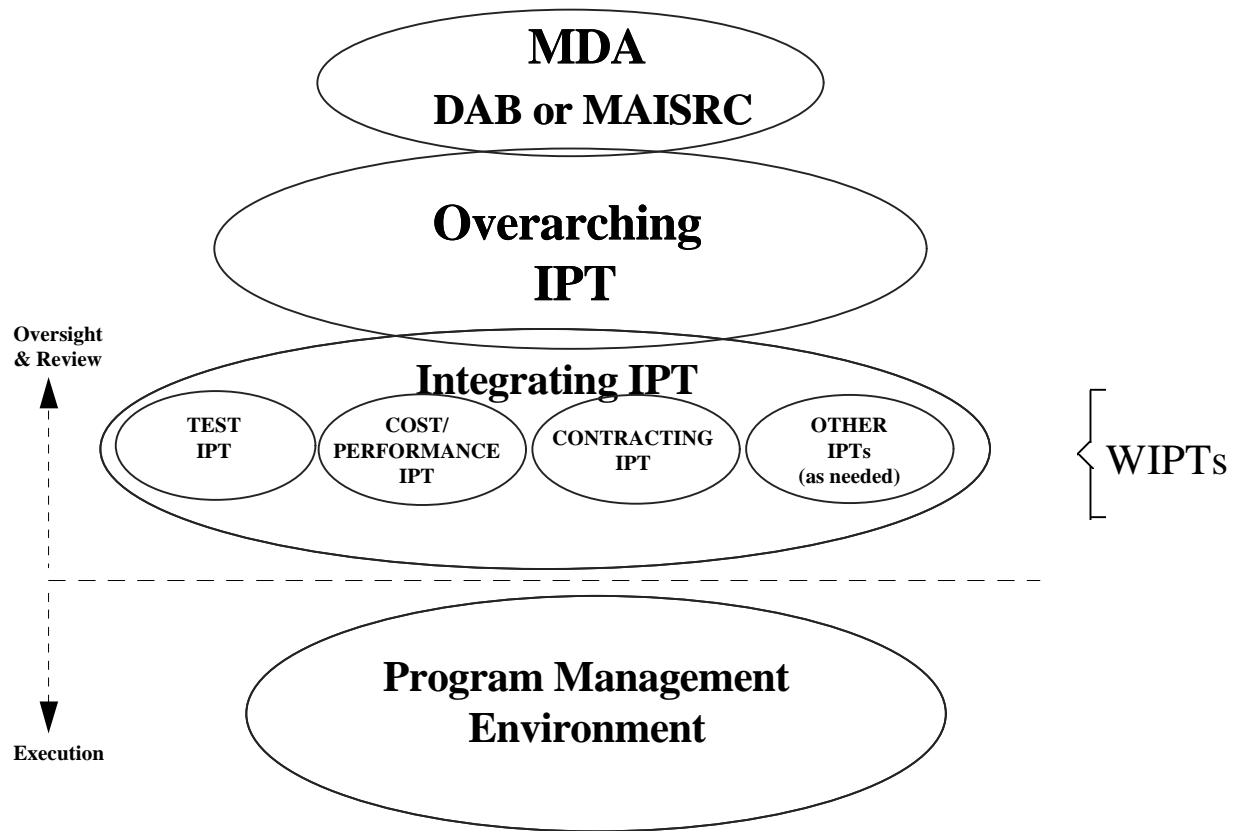 MDA
DAB or MAISRC
Overarching
IPT
Oversight
& Review
Integrating IPT
TEST
IPT
COST/
PERFORMANCE
IPT
CONTRACTING
IPT
OTHER
IPTs
(as needed)
WIPTs
Program Management
Environment
Execution